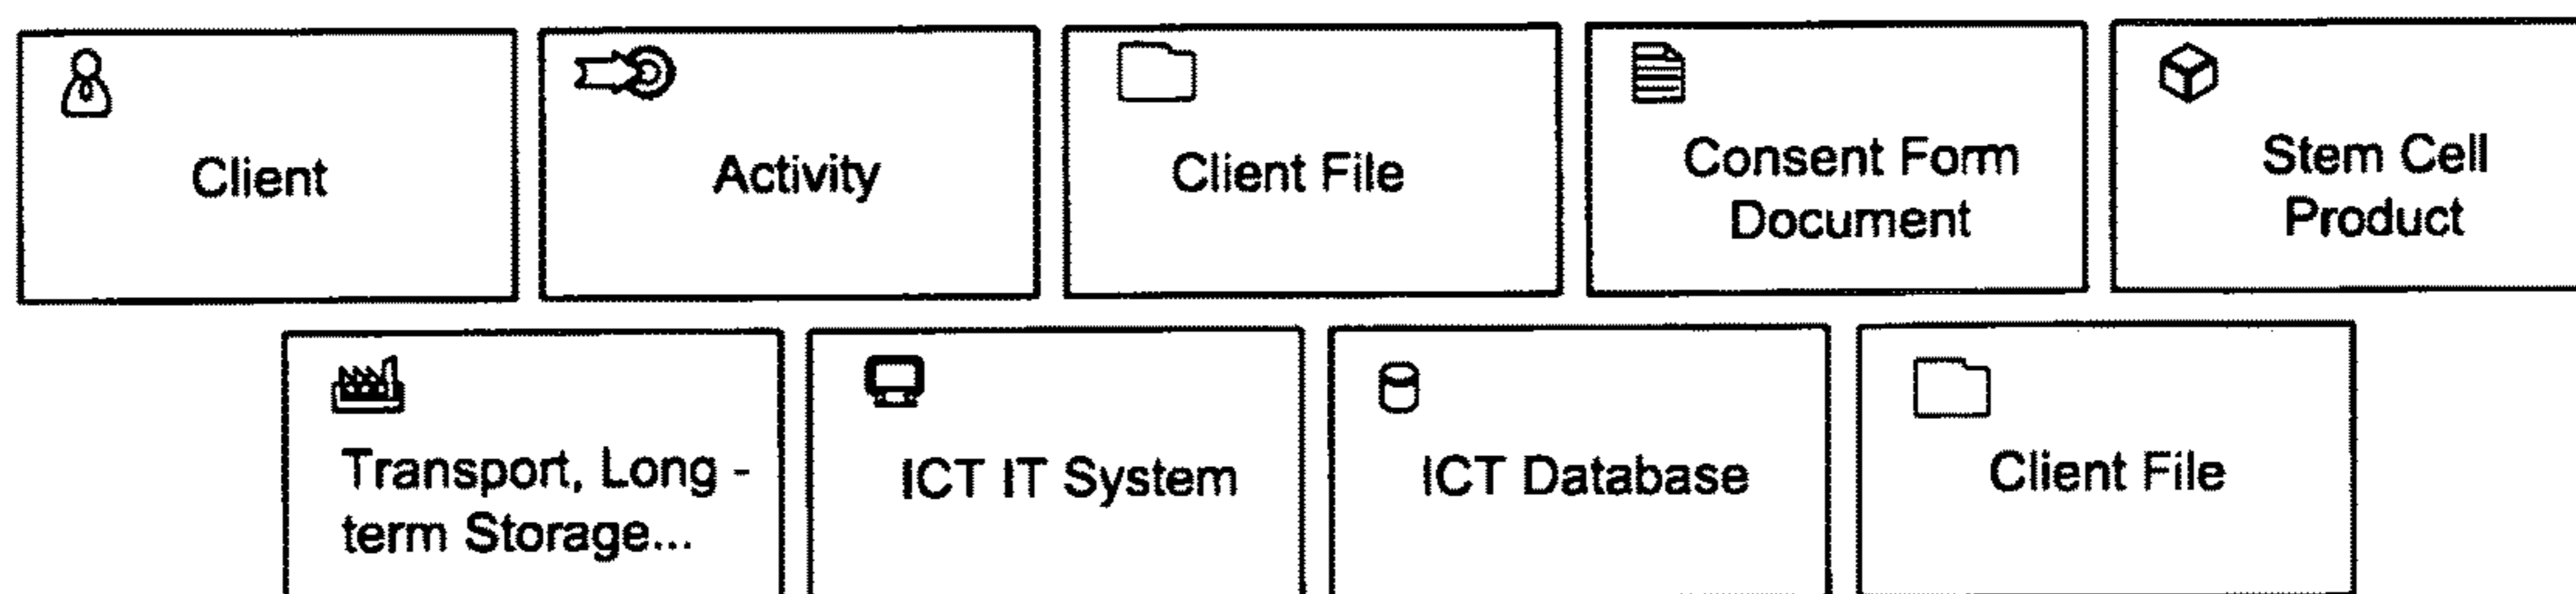 Client
Activity
Client File
Consent Form
Document
Stem Cell
Product
Transport, Long -
term Storage...
ICT IT System
ICT Database
Client File